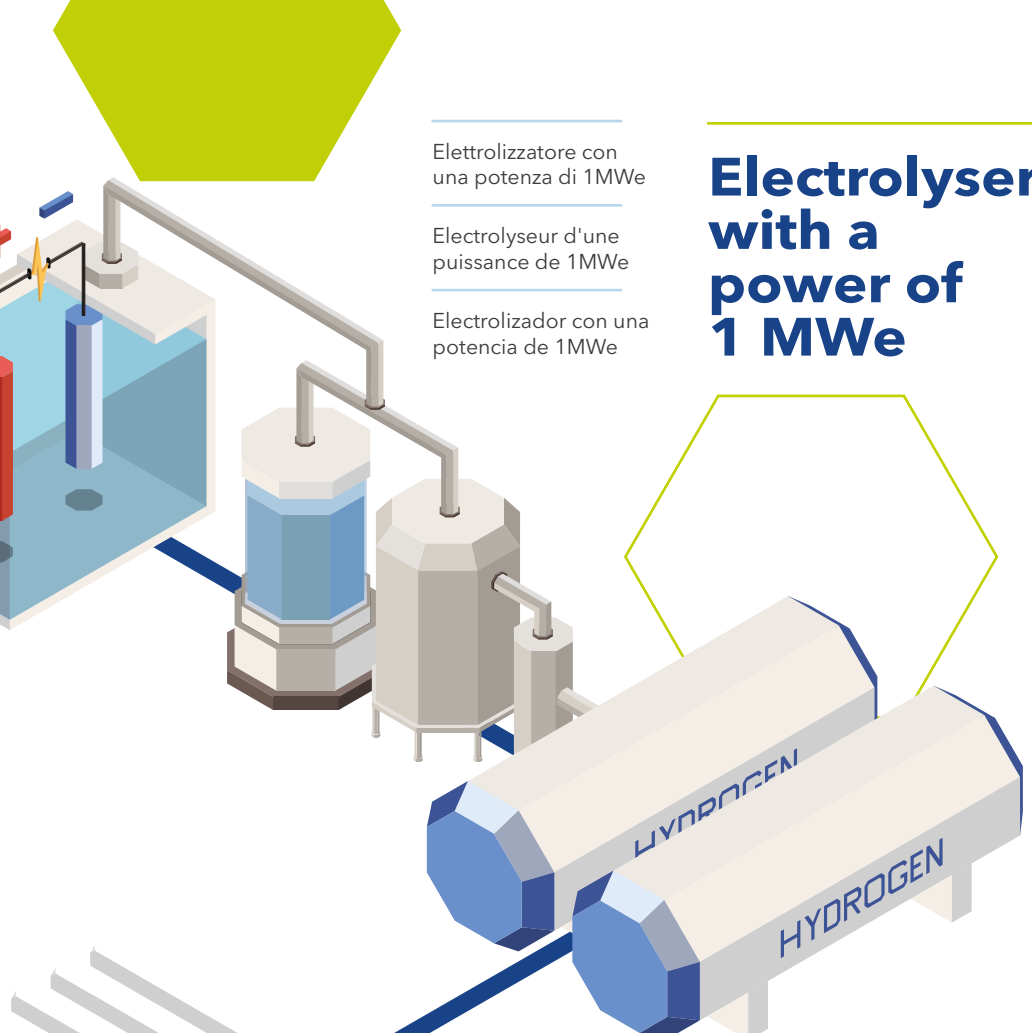 Elettrolizzatore con
una potenza di 1MWe
Electrolyseur d'une
puissance de 1MWe
Electrolizador con una
potencia de 1MWe
Electrolyser
with a
power of
1 MWe
HYDROGEN
HYDROGEN